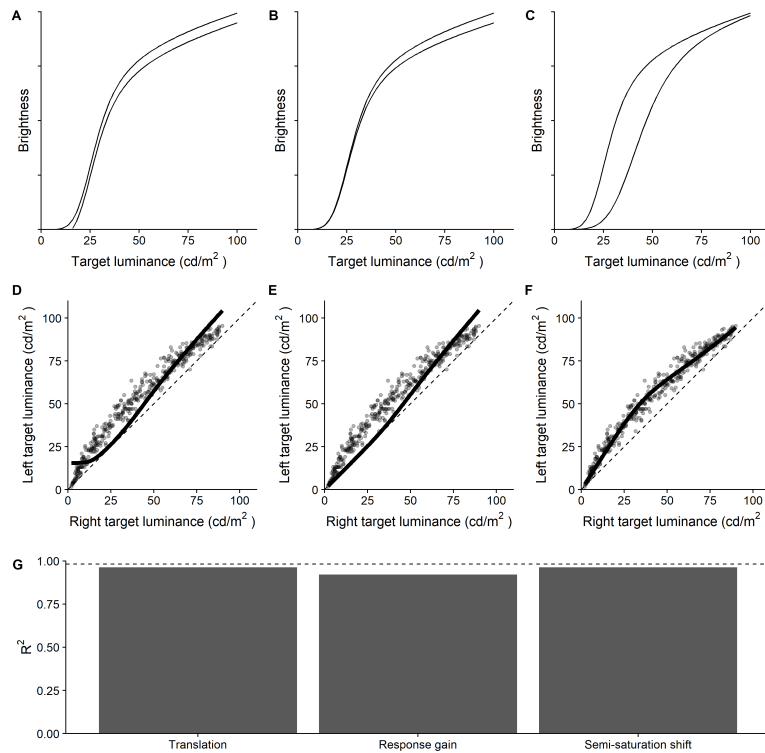 A B C
Brightness Brightness Brightness
0 25 50 75 100 0 25 50 75 100 0 25 50 75 100
Target luminance (cd/m² ) Target luminance (cd/m² ) Target luminance (cd/m² )
D E F
Left target luminance (cd/m² ) Left target luminance (cd/m² ) Left target luminance (cd/m² )
100 100 100
75 75 75
50 50 50
25 25 25
0 0 0
0 25 50 75 100 0 25 50 75 100 0 25 50 75 100
Right target luminance (cd/m² ) Right target luminance (cd/m² ) Right target luminance (cd/m² )
G
R²
1.00
0.75
0.50
0.25
0.00
Translation Response gain Semi-saturation shift